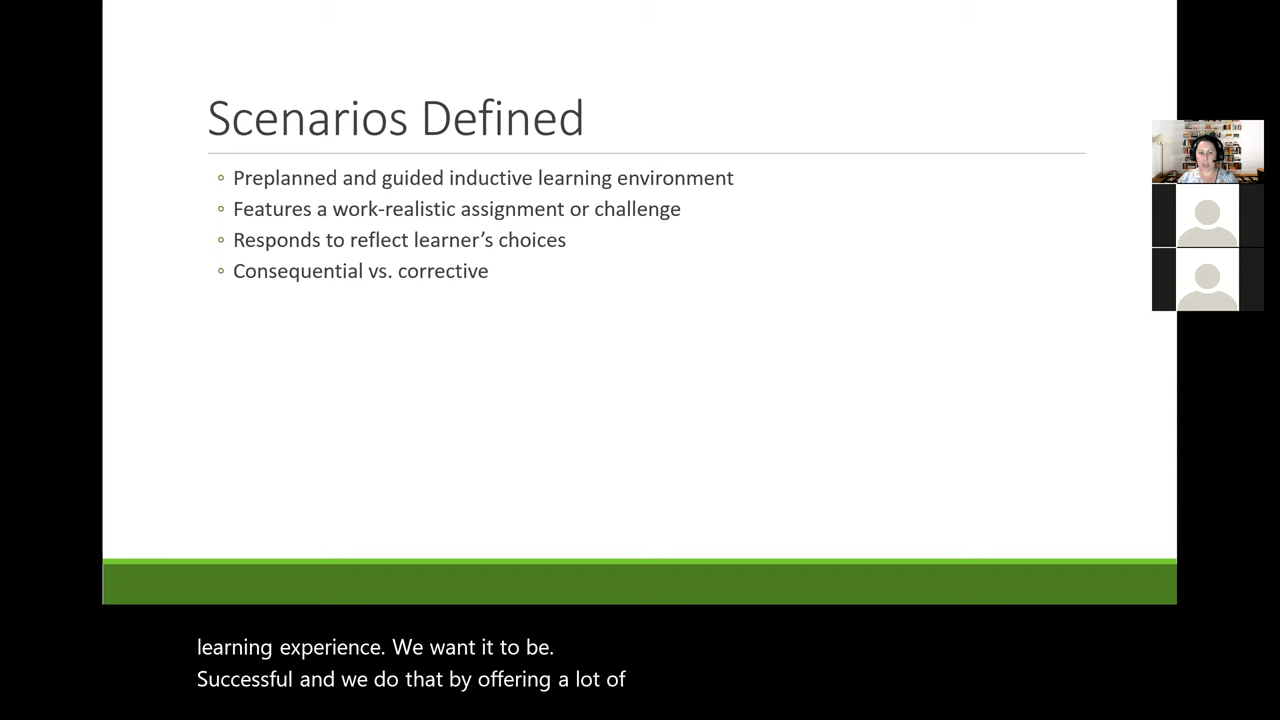 Scenarios Defined
◦ Preplanned and guided inductive learning environment
◦ Features a work-realistic assignment or challenge
◦ Responds to reflect learner’s choices
◦ Consequential vs. corrective
learning experience. We want it to be.
Successful and we do that by offering a lot of